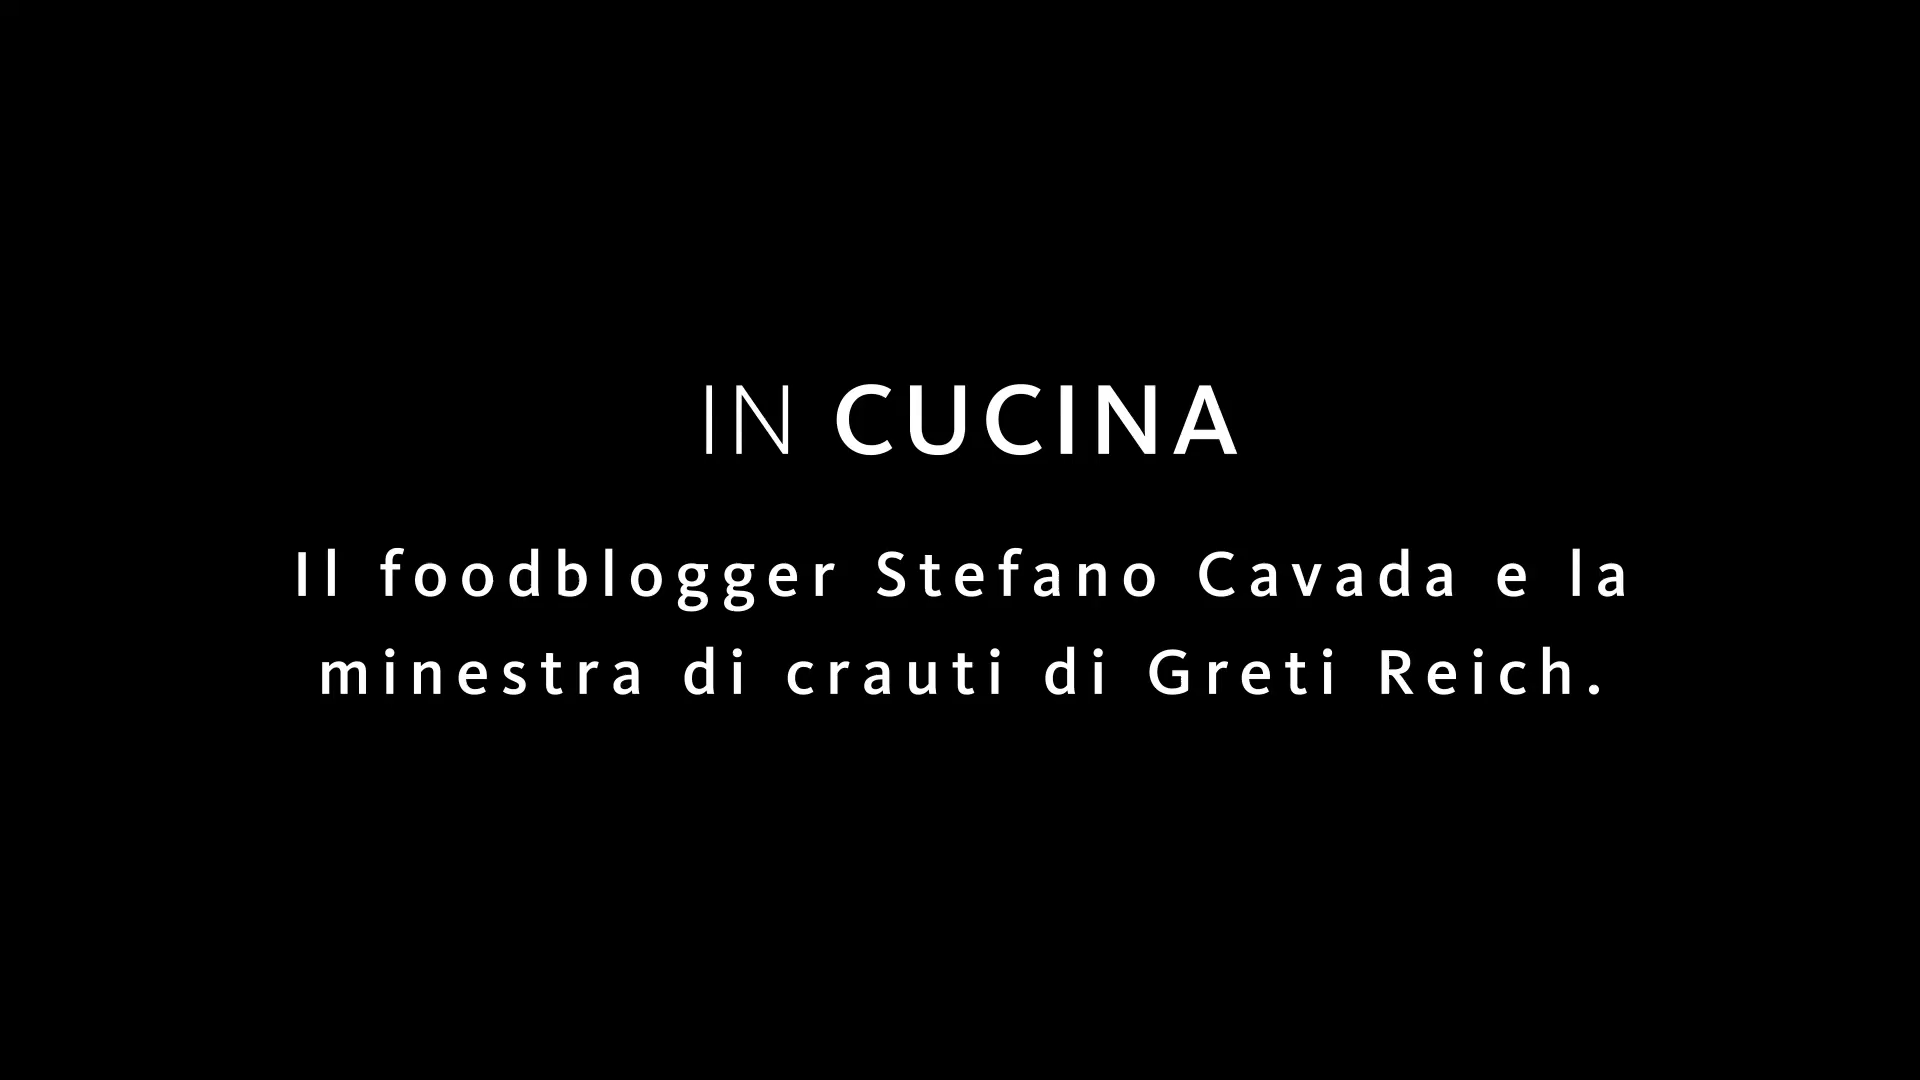 IN CUCINA
Il foodblogger Stefano Cavada e la
minestra di crauti di Greti Reich.